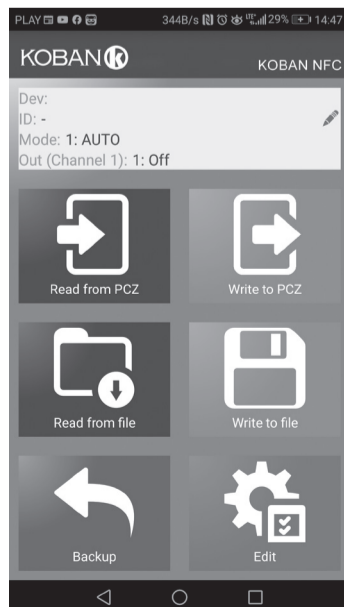 PLAY 344B/s 29% 14:47
KOBAN K
KOBAN NFC
Dev:
ID: -
Mode: 1: AUTO
Out (Channel 1): 1: Off
Read from PCZ
Write to PCZ
Read from file
Write to file
Backup
Edit